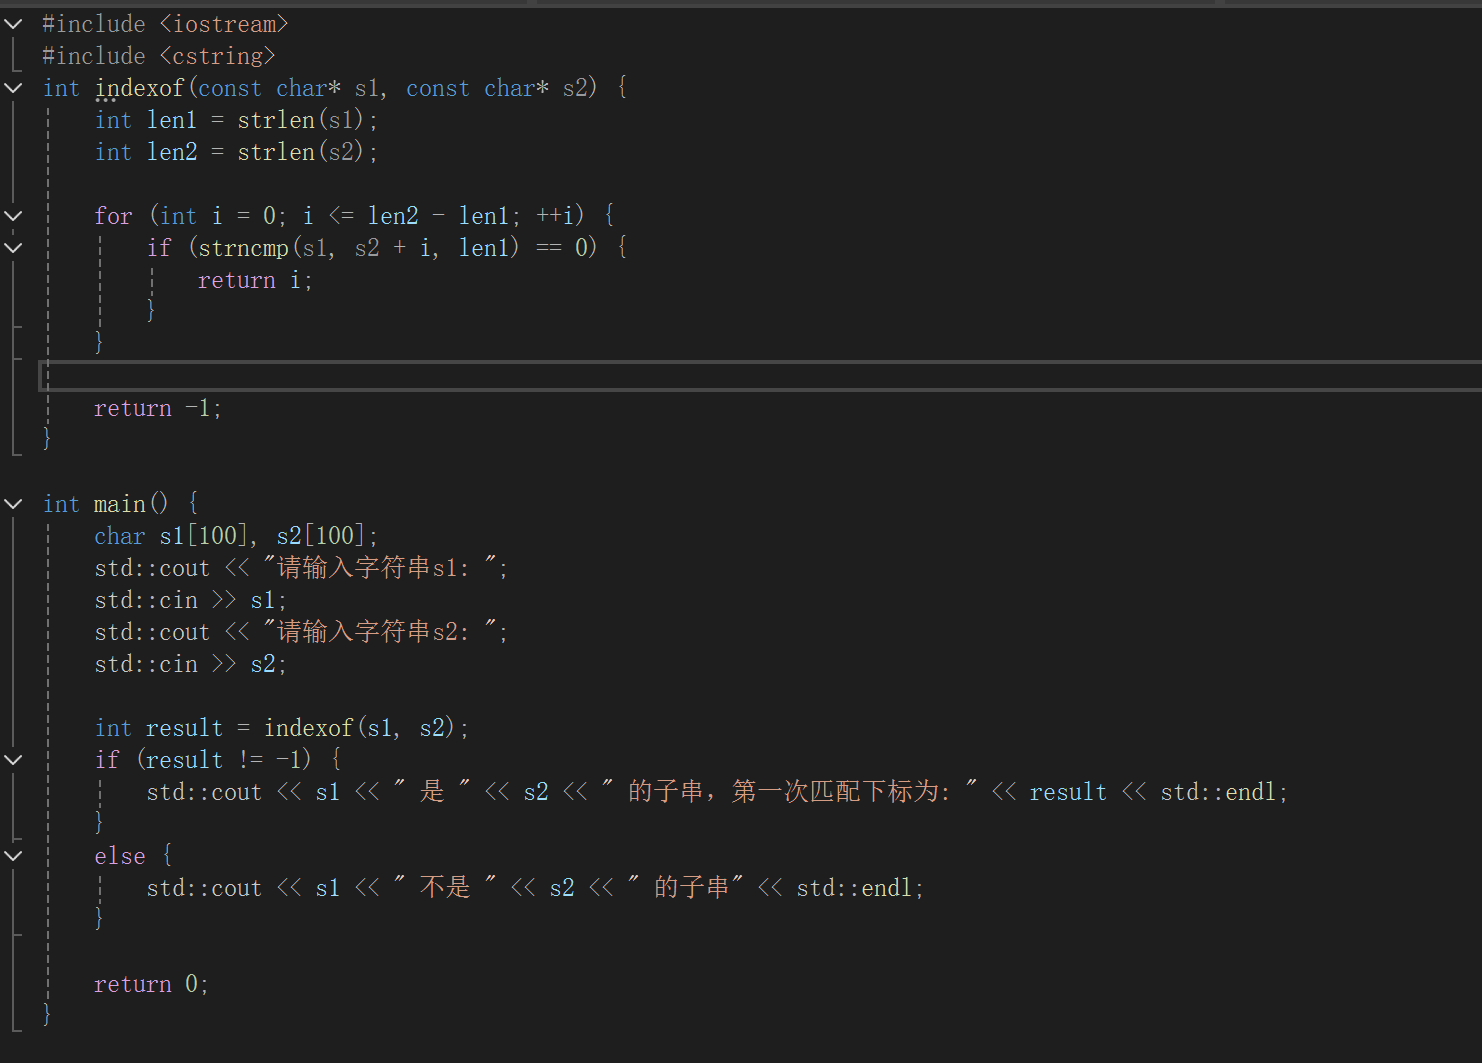 #include <iostream>
#include <cstring>
int indexof(const char* s1, const char* s2) {
    int len1 = strlen(s1);
    int len2 = strlen(s2);

    for (int i = 0; i <= len2 - len1; ++i) {
        if (strncmp(s1, s2 + i, len1) == 0) {
            return i;
        }
    }

    return -1;
}

int main() {
    char s1[100], s2[100];
    std::cout << "请输入字符串s1: ";
    std::cin >> s1;
    std::cout << "请输入字符串s2: ";
    std::cin >> s2;

    int result = indexof(s1, s2);
    if (result != -1) {
        std::cout << s1 << " 是 " << s2 << " 的子串，第一次匹配下标为: " << result << std::endl;
    }
    else {
        std::cout << s1 << " 不是 " << s2 << " 的子串" << std::endl;
    }

    return 0;
}